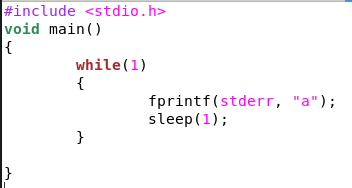 #include <stdio.h>
void main()
{
        while(1)
        {
                fprintf(stderr, "a");
                sleep(1);
        }

}